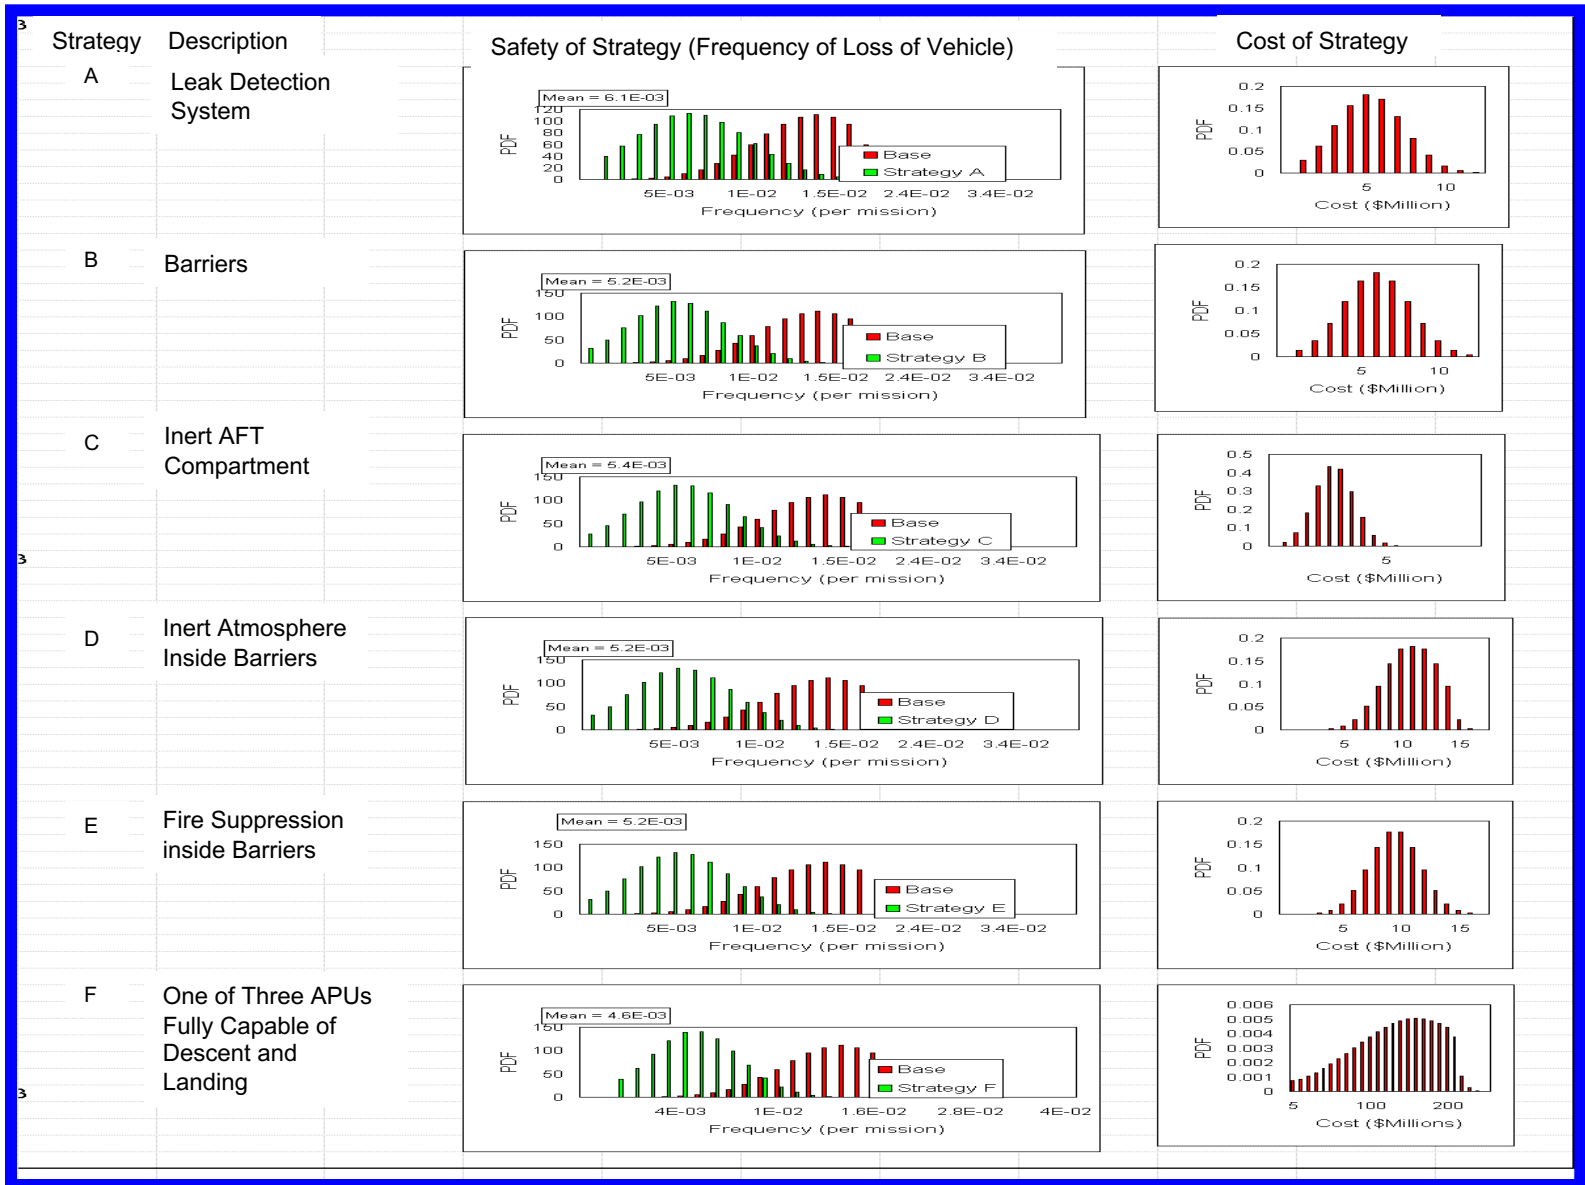 3
Strategy Description Safety of Strategy (Frequency of Loss of Vehicle) Cost of Strategy
A
Leak Detection
System
Mean = 6.1E-03
120
100
80
60
40
20
0
PDF
Base
Strategy A
5E-03 1E-02 1.5E-02 2.4E-02 3.4E-02
Frequency (per mission)
0.2
0.15
0.1
0.05
0
PDF
5 10
Cost ($Million)
B
Barriers
Mean = 5.2E-03
150
100
50
0
PDF
Base
Strategy B
5E-03 1E-02 1.5E-02 2.4E-02 3.4E-02
Frequency (per mission)
0.2
0.15
0.1
0.05
0
PDF
5 10
Cost ($Million)
C
Inert AFT
Compartment
Mean = 5.4E-03
150
100
50
0
PDF
Base
Strategy C
5E-03 1E-02 1.5E-02 2.4E-02 3.4E-02
Frequency (per mission)
0.5
0.4
0.3
0.2
0.1
0
PDF
5
Cost ($Million)
3
D
Inert Atmosphere
Inside Barriers
Mean = 5.2E-03
150
100
50
0
PDF
Base
Strategy D
5E-03 1E-02 1.5E-02 2.4E-02 3.4E-02
Frequency (per mission)
0.2
0.15
0.1
0.05
0
PDF
5 10 15
Cost ($Million)
E
Fire Suppression
inside Barriers
Mean = 5.2E-03
150
100
50
0
PDF
Base
Strategy E
5E-03 1E-02 1.5E-02 2.4E-02 3.4E-02
Frequency (per mission)
0.2
0.15
0.1
0.05
0
PDF
5 10 15
Cost ($Million)
F
One of Three APUs
Fully Capable of
Descent and
Landing
Mean = 4.6E-03
150
100
50
0
PDF
Base
Strategy F
4E-03 1E-02 1.6E-02 2.8E-02 4E-02
Frequency (per mission)
0.006
0.005
0.004
0.003
0.002
0.001
0
PDF
5 100 200
Cost ($Millions)
3